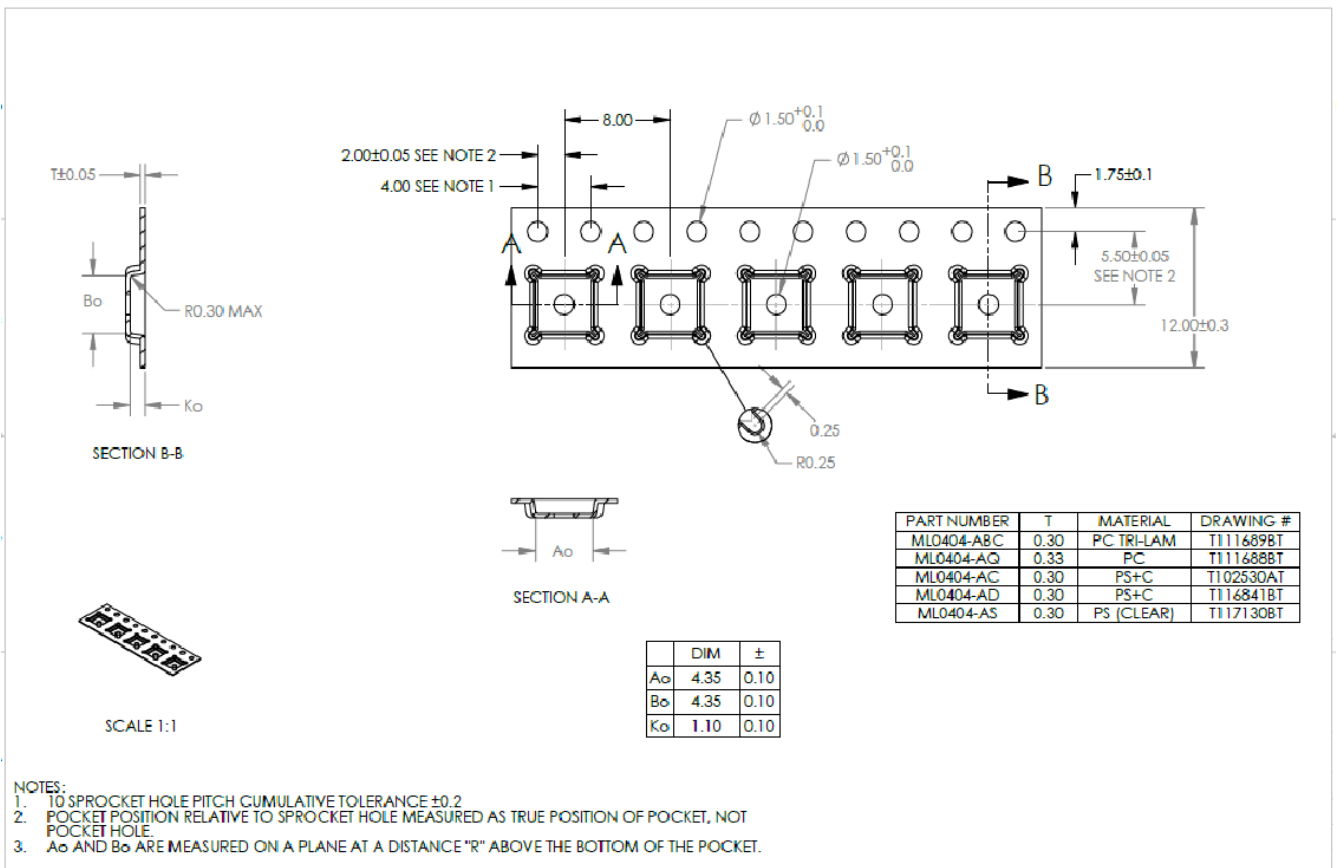 8.00
Ø1.50+0.1 0.0
2.00±0.05 SEE NOTE 2
Ø1.50+0.1 0.0
4.00 SEE NOTE 1
T±0.05
B
1.75±0.1
A
A
5.50±0.05
SEE NOTE 2
Bo
R0.30 MAX
12.00±0.3
B
Ko
0.25
R0.25
SECTION B-B
Ao
SECTION A-A
PART NUMBER T MATERIAL DRAWING #
ML0404-ABC 0.30 PC TRI-LAM T111689BT
ML0404-AQ 0.33 PC T111688BT
ML0404-AC 0.30 PS+C T102530AT
ML0404-AD 0.30 PS+C T116841BT
ML0404-AS 0.30 PS (CLEAR) T117130BT
DIM ±
Ao 4.35 0.10
Bo 4.35 0.10
Ko 1.10 0.10
SCALE 1:1
NOTES:
1. 10 SPROCKET HOLE PITCH CUMULATIVE TOLERANCE ±0.2
2. POCKET POSITION RELATIVE TO SPROCKET HOLE MEASURED AS TRUE POSITION OF POCKET, NOT
POCKET HOLE.
3. Ao AND Bo ARE MEASURED ON A PLANE AT A DISTANCE "R" ABOVE THE BOTTOM OF THE POCKET.